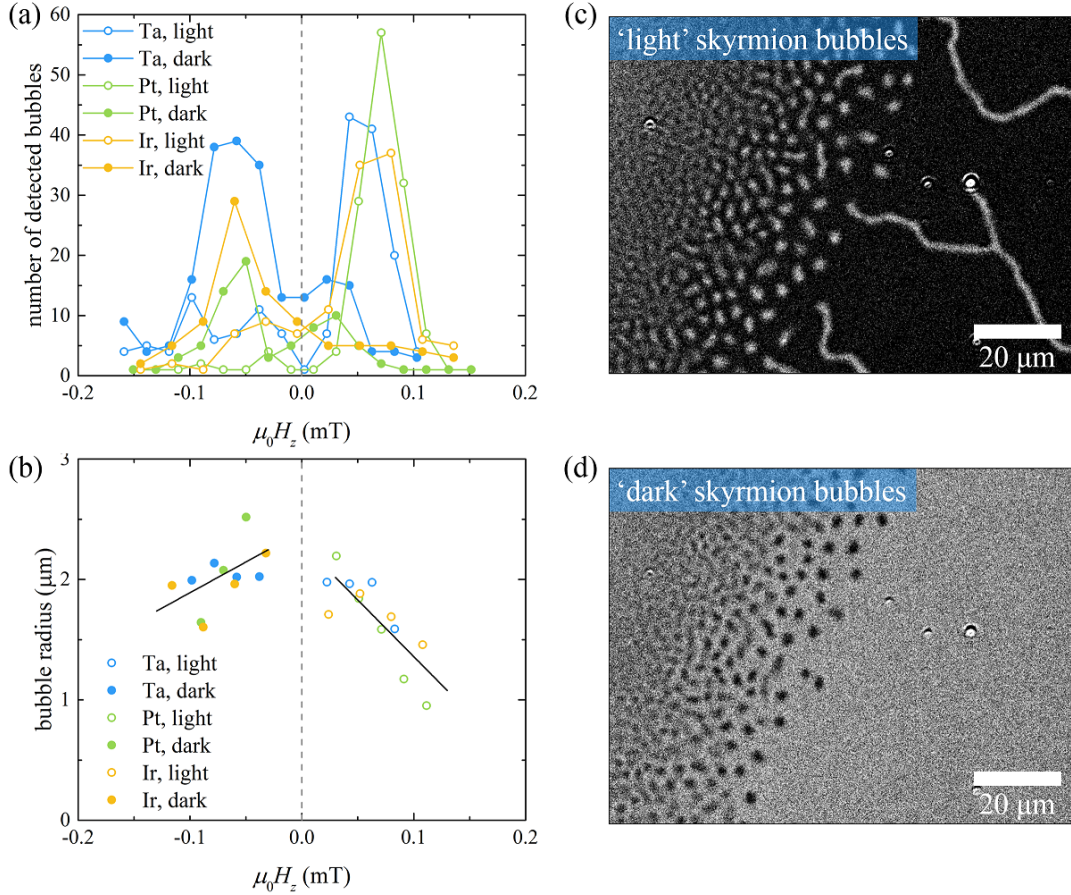 (a)
60
50
40
30
20
10
0
number of detected bubbles
Ta, light
Ta, dark
Pt, light
Pt, dark
Ir, light
Ir, dark
-0.2
-0.1
0.0
0.1
0.2
μ₀H_z (mT)
(b)
3
2
1
0
bubble radius (μm)
Ta, light
Ta, dark
Pt, light
Pt, dark
Ir, light
Ir, dark
-0.2
-0.1
0.0
0.1
0.2
μ₀H_z (mT)
(c)
‘light’ skyrmion bubbles
20 μm
(d)
‘dark’ skyrmion bubbles
20 μm